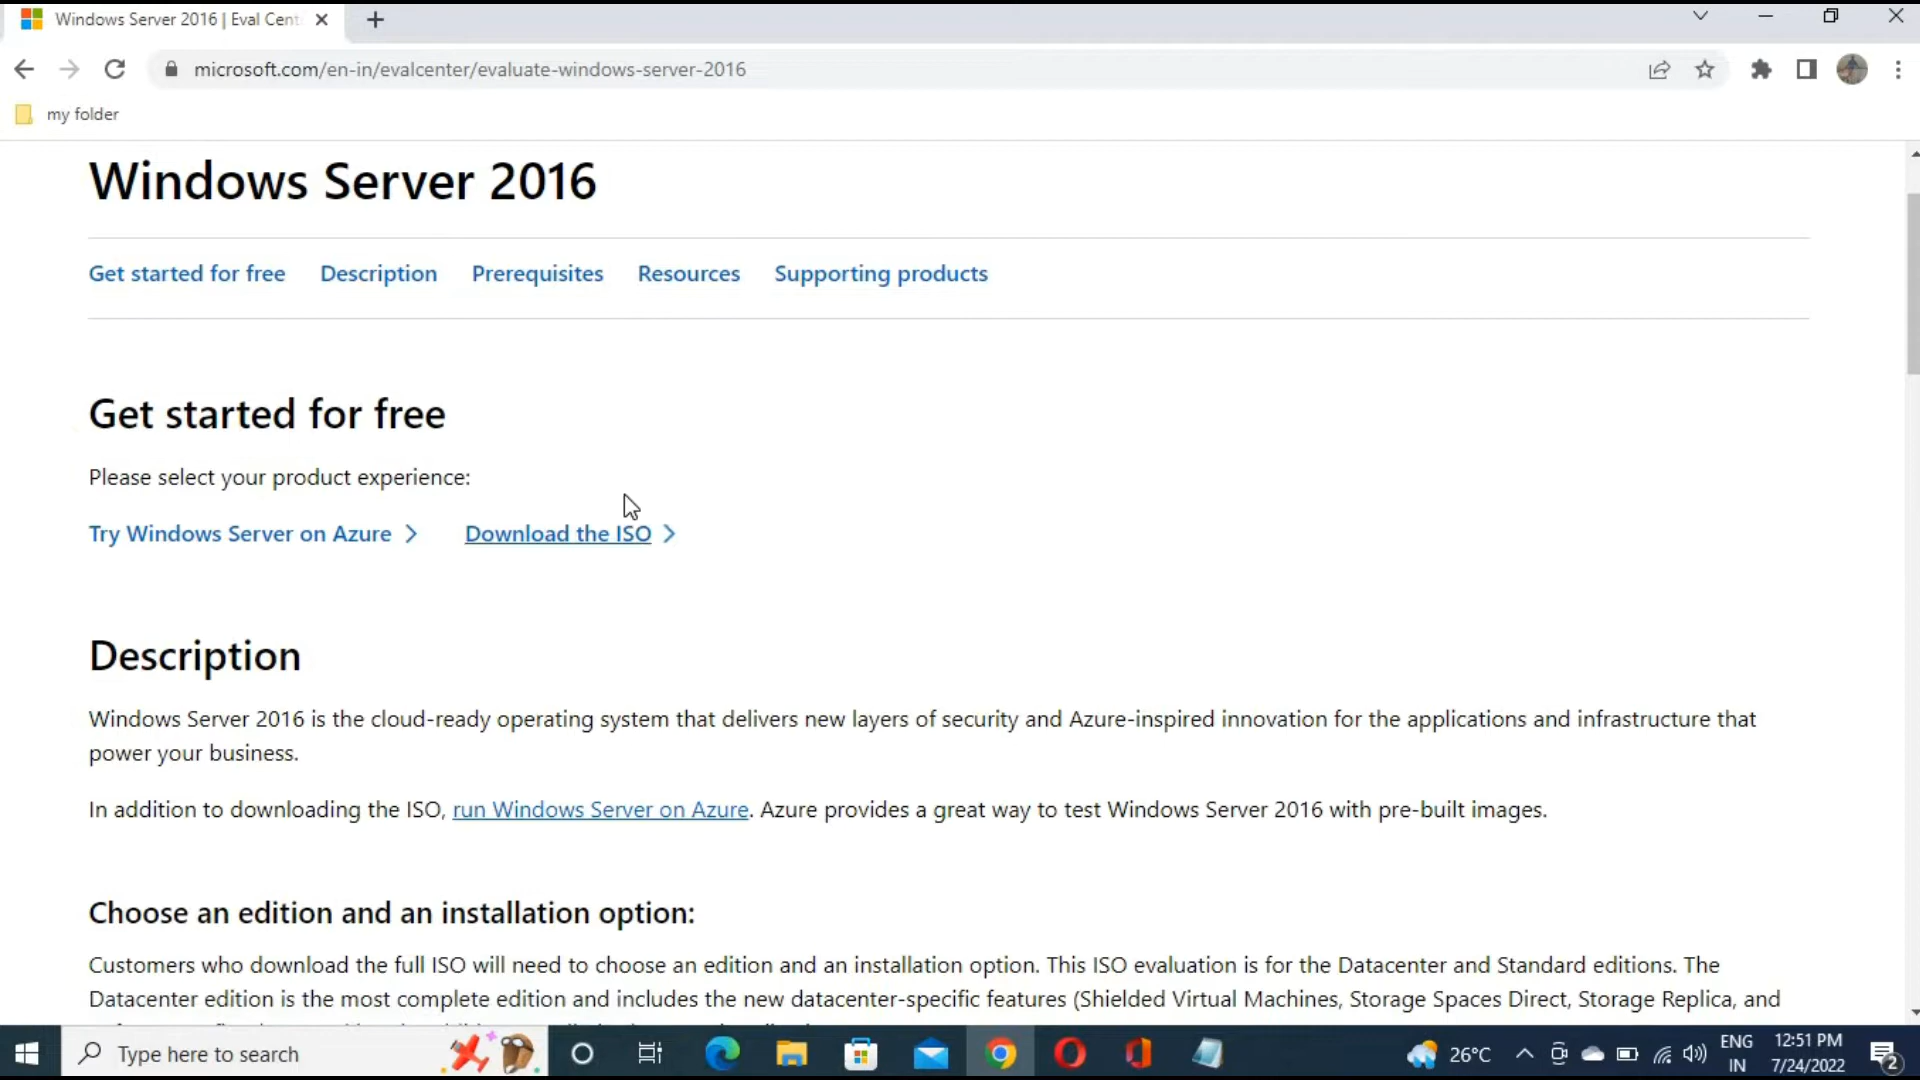 Windows Server 2016 | Eval Cent
microsoft.com/en-in/evalcenter/evaluate-windows-server-2016
my folder
Windows Server 2016
Get started for free Description Prerequisites Resources Supporting products
Get started for free
Please select your product experience:
Try Windows Server on Azure > Download the ISO >
Description
Windows Server 2016 is the cloud-ready operating system that delivers new layers of security and Azure-inspired innovation for the applications and infrastructure that
power your business.
In addition to downloading the ISO, run Windows Server on Azure. Azure provides a great way to test Windows Server 2016 with pre-built images.
Choose an edition and an installation option:
Customers who download the full ISO will need to choose an edition and an installation option. This ISO evaluation is for the Datacenter and Standard editions. The
Datacenter edition is the most complete edition and includes the new datacenter-specific features (Shielded Virtual Machines, Storage Spaces Direct, Storage Replica, and
Type here to search
26°C
ENG
IN
12:51 PM
7/24/2022
2